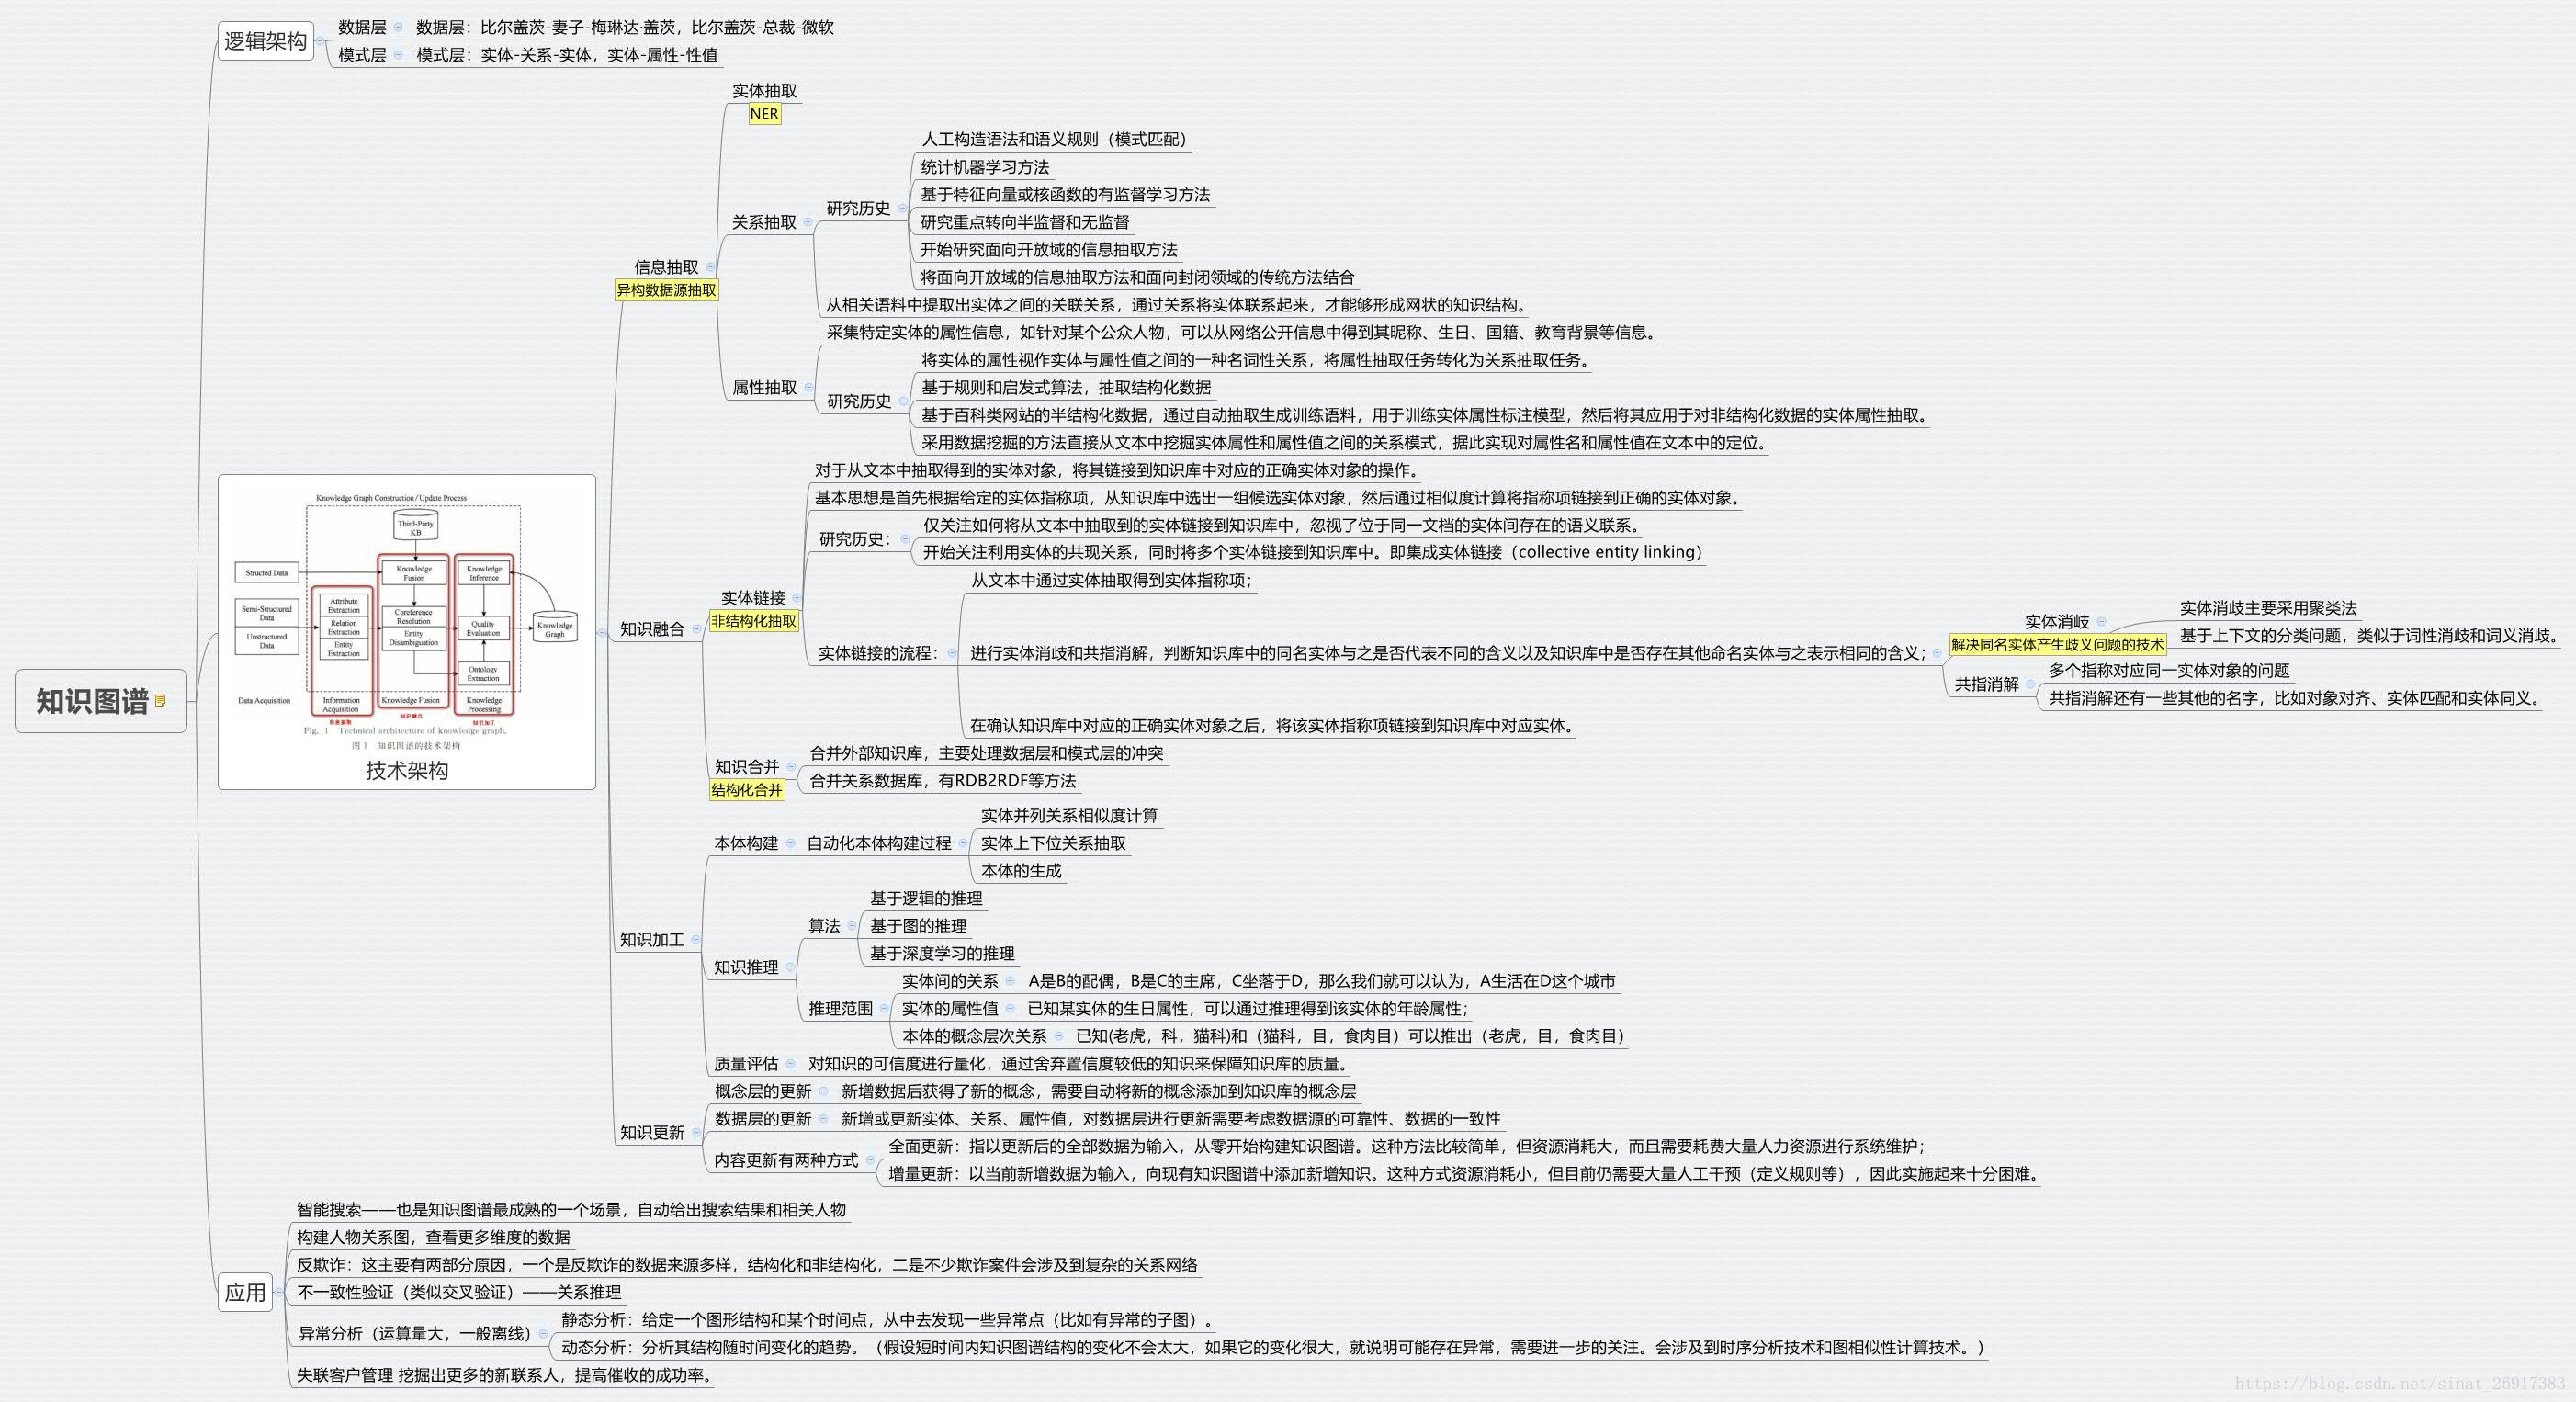 知识图谱
逻辑架构
数据层
数据层：比尔盖茨-妻子-梅琳达·盖茨，比尔盖茨-总裁-微软
模式层
模式层：实体-关系-实体，实体-属性-性值
Knowledge Graph Construction / Update Process
Third-Party
KB
Structed Data
Knowledge
Fusion
Knowledge
Inference
Semi-Structured
Data
Unstructured
Data
Attribute
Extraction
Relation
Extraction
Entity
Extraction
Coreference
Resolution
Entity
Disambiguation
Quality
Evaluation
Knowledge
Graph
Ontology
Extraction
Data Acquisition
Information
Acquisition
Knowledge Fusion
Knowledge
Processing
信息抽取
知识融合
知识加工
Fig. 1 Technical architecture of knowledge graph.
图 1 知识图谱的技术架构
技术架构
信息抽取
异构数据源抽取
实体抽取
NER
关系抽取
研究历史
人工构造语法和语义规则（模式匹配）
统计机器学习方法
基于特征向量或核函数的有监督学习方法
研究重点转向半监督和无监督
开始研究面向开放域的信息抽取方法
将面向开放域的信息抽取方法和面向封闭领域的传统方法结合
从相关语料中提取出实体之间的关联关系，通过关系将实体联系起来，才能够形成网状的知识结构。
属性抽取
采集特定实体的属性信息，如针对某个公众人物，可以从网络公开信息中得到其昵称、生日、国籍、教育背景等信息。
研究历史
将实体的属性视作实体与属性值之间的一种名词性关系，将属性抽取任务转化为关系抽取任务。
基于规则和启发式算法，抽取结构化数据
基于百科类网站的半结构化数据，通过自动抽取生成训练语料，用于训练实体属性标注模型，然后将其应用于对非结构化数据的实体属性抽取。
采用数据挖掘的方法直接从文本中挖掘实体属性和属性值之间的关系模式，据此实现对属性名和属性值在文本中的定位。
知识融合
实体链接
非结构化抽取
对于从文本中抽取得到的实体对象，将其链接到知识库中对应的正确实体对象的操作。
基本思想是首先根据给定的实体指称项，从知识库中选出一组候选实体对象，然后通过相似度计算将指称项链接到正确的实体对象。
研究历史：
仅关注如何将从文本中抽取到的实体链接到知识库中，忽视了位于同一文档的实体间存在的语义联系。
开始关注利用实体的共现关系，同时将多个实体链接到知识库中。即集成实体链接（collective entity linking）
实体链接的流程：
从文本中通过实体抽取得到实体指称项；
进行实体消歧和共指消解，判断知识库中的同名实体与之是否代表不同的含义以及知识库中是否存在其他命名实体与之表示相同的含义；
实体消歧
解决同名实体产生歧义问题的技术
实体消歧主要采用聚类法
基于上下文的分类问题，类似于词性消歧和词义消歧。
共指消解
多个指称对应同一实体对象的问题
共指消解还有一些其他的名字，比如对象对齐、实体匹配和实体同义。
在确认知识库中对应的正确实体对象之后，将该实体指称项链接到知识库中对应实体。
知识合并
结构化合并
合并外部知识库，主要处理数据层和模式层的冲突
合并关系数据库，有RDB2RDF等方法
知识加工
本体构建
自动化本体构建过程
实体并列关系相似度计算
实体上下位关系抽取
本体的生成
知识推理
算法
基于逻辑的推理
基于图的推理
基于深度学习的推理
推理范围
实体间的关系
A是B的配偶，B是C的主席，C坐落于D，那么我们就可以认为，A生活在D这个城市
实体的属性值
已知某实体的生日属性，可以通过推理得到该实体的年龄属性；
本体的概念层次关系
已知(老虎，科，猫科)和（猫科，目，食肉目）可以推出（老虎，目，食肉目）
质量评估
对知识的可信度进行量化，通过舍弃置信度较低的知识来保障知识库的质量。
知识更新
概念层的更新
新增数据后获得了新的概念，需要自动将新的概念添加到知识库的概念层
数据层的更新
新增或更新实体、关系、属性值，对数据层进行更新需要考虑数据源的可靠性、数据的一致性
内容更新有两种方式
全面更新：指以更新后的全部数据为输入，从零开始构建知识图谱。这种方法比较简单，但资源消耗大，而且需要耗费大量人力资源进行系统维护；
增量更新：以当前新增数据为输入，向现有知识图谱中添加新增知识。这种方式资源消耗小，但目前仍需要大量人工干预（定义规则等），因此实施起来十分困难。
应用
智能搜索——也是知识图谱最成熟的一个场景，自动给出搜索结果和相关人物
构建人物关系图，查看更多维度的数据
反欺诈：这主要有两部分原因，一个是反欺诈的数据来源多样，结构化和非结构化，二是不少欺诈案件会涉及到复杂的关系网络
不一致性验证（类似交叉验证）——关系推理
异常分析（运算量大，一般离线）
静态分析：给定一个图形结构和某个时间点，从中去发现一些异常点（比如有异常的子图）。
动态分析：分析其结构随时间变化的趋势。（假设短时间内知识图谱结构的变化不会太大，如果它的变化很大，就说明可能存在异常，需要进一步的关注。会涉及到时序分析技术和图相似性计算技术。）
失联客户管理 挖掘出更多的新联系人，提高催收的成功率。
https://blog.csdn.net/sinat_26917383